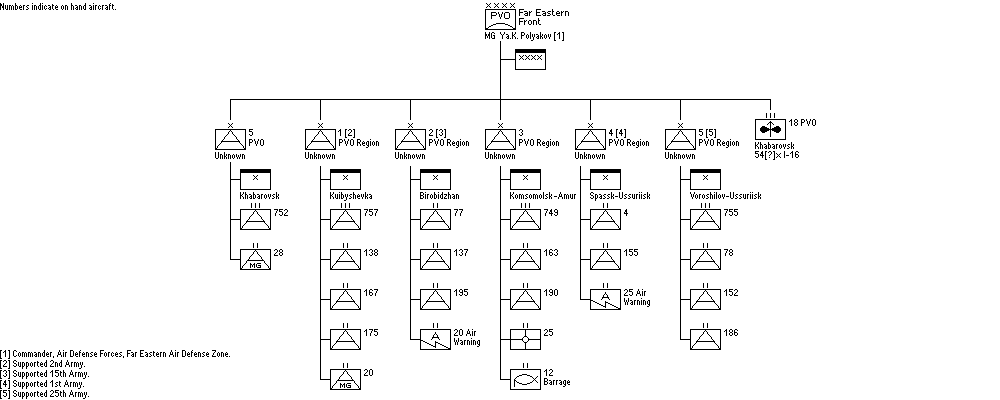 Numbers indicate on hand aircraft.
XXXX
PVO
Far Eastern
Front
MG Ya.K. Polyakov [1]
XXXX
X
5
PVO
Unknown
X
1 [2]
PVO Region
Unknown
X
2 [3]
PVO Region
Unknown
X
3
PVO Region
Unknown
X
4 [4]
PVO Region
Unknown
X
5 [5]
PVO Region
Unknown
III
18 PVO
Khabarovsk
54[?]x I-16
X
Khabarovsk
III
752
II
28
MG
X
Kuibyshevka
III
757
II
138
II
167
II
175
II
20
MG
X
Birobidzhan
II
77
II
137
II
195
II
A
20 Air
Warning
X
Komsomolsk-Amur
III
749
II
163
II
190
II
25
II
12
Barrage
X
Spassk-Ussuriisk
II
4
II
155
II
A
25 Air
Warning
X
Voroshilov-Ussuriisk
III
755
II
78
II
152
II
186
[1] Commander, Air Defense Forces, Far Eastern Air Defense Zone.
[2] Supported 2nd Army.
[3] Supported 15th Army.
[4] Supported 1st Army.
[5] Supported 25th Army.